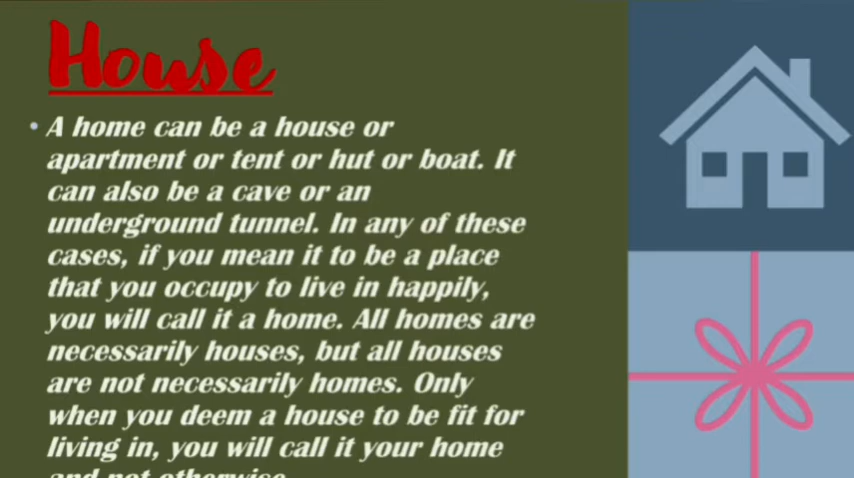 House
• A home can be a house or
apartment or tent or hut or boat. It
can also be a cave or an
underground tunnel. In any of these
cases, if you mean it to be a place
that you occupy to live in happily,
you will call it a home. All homes are
necessarily houses, but all houses
are not necessarily homes. Only
when you deem a house to be fit for
living in, you will call it your home
and not otherwise